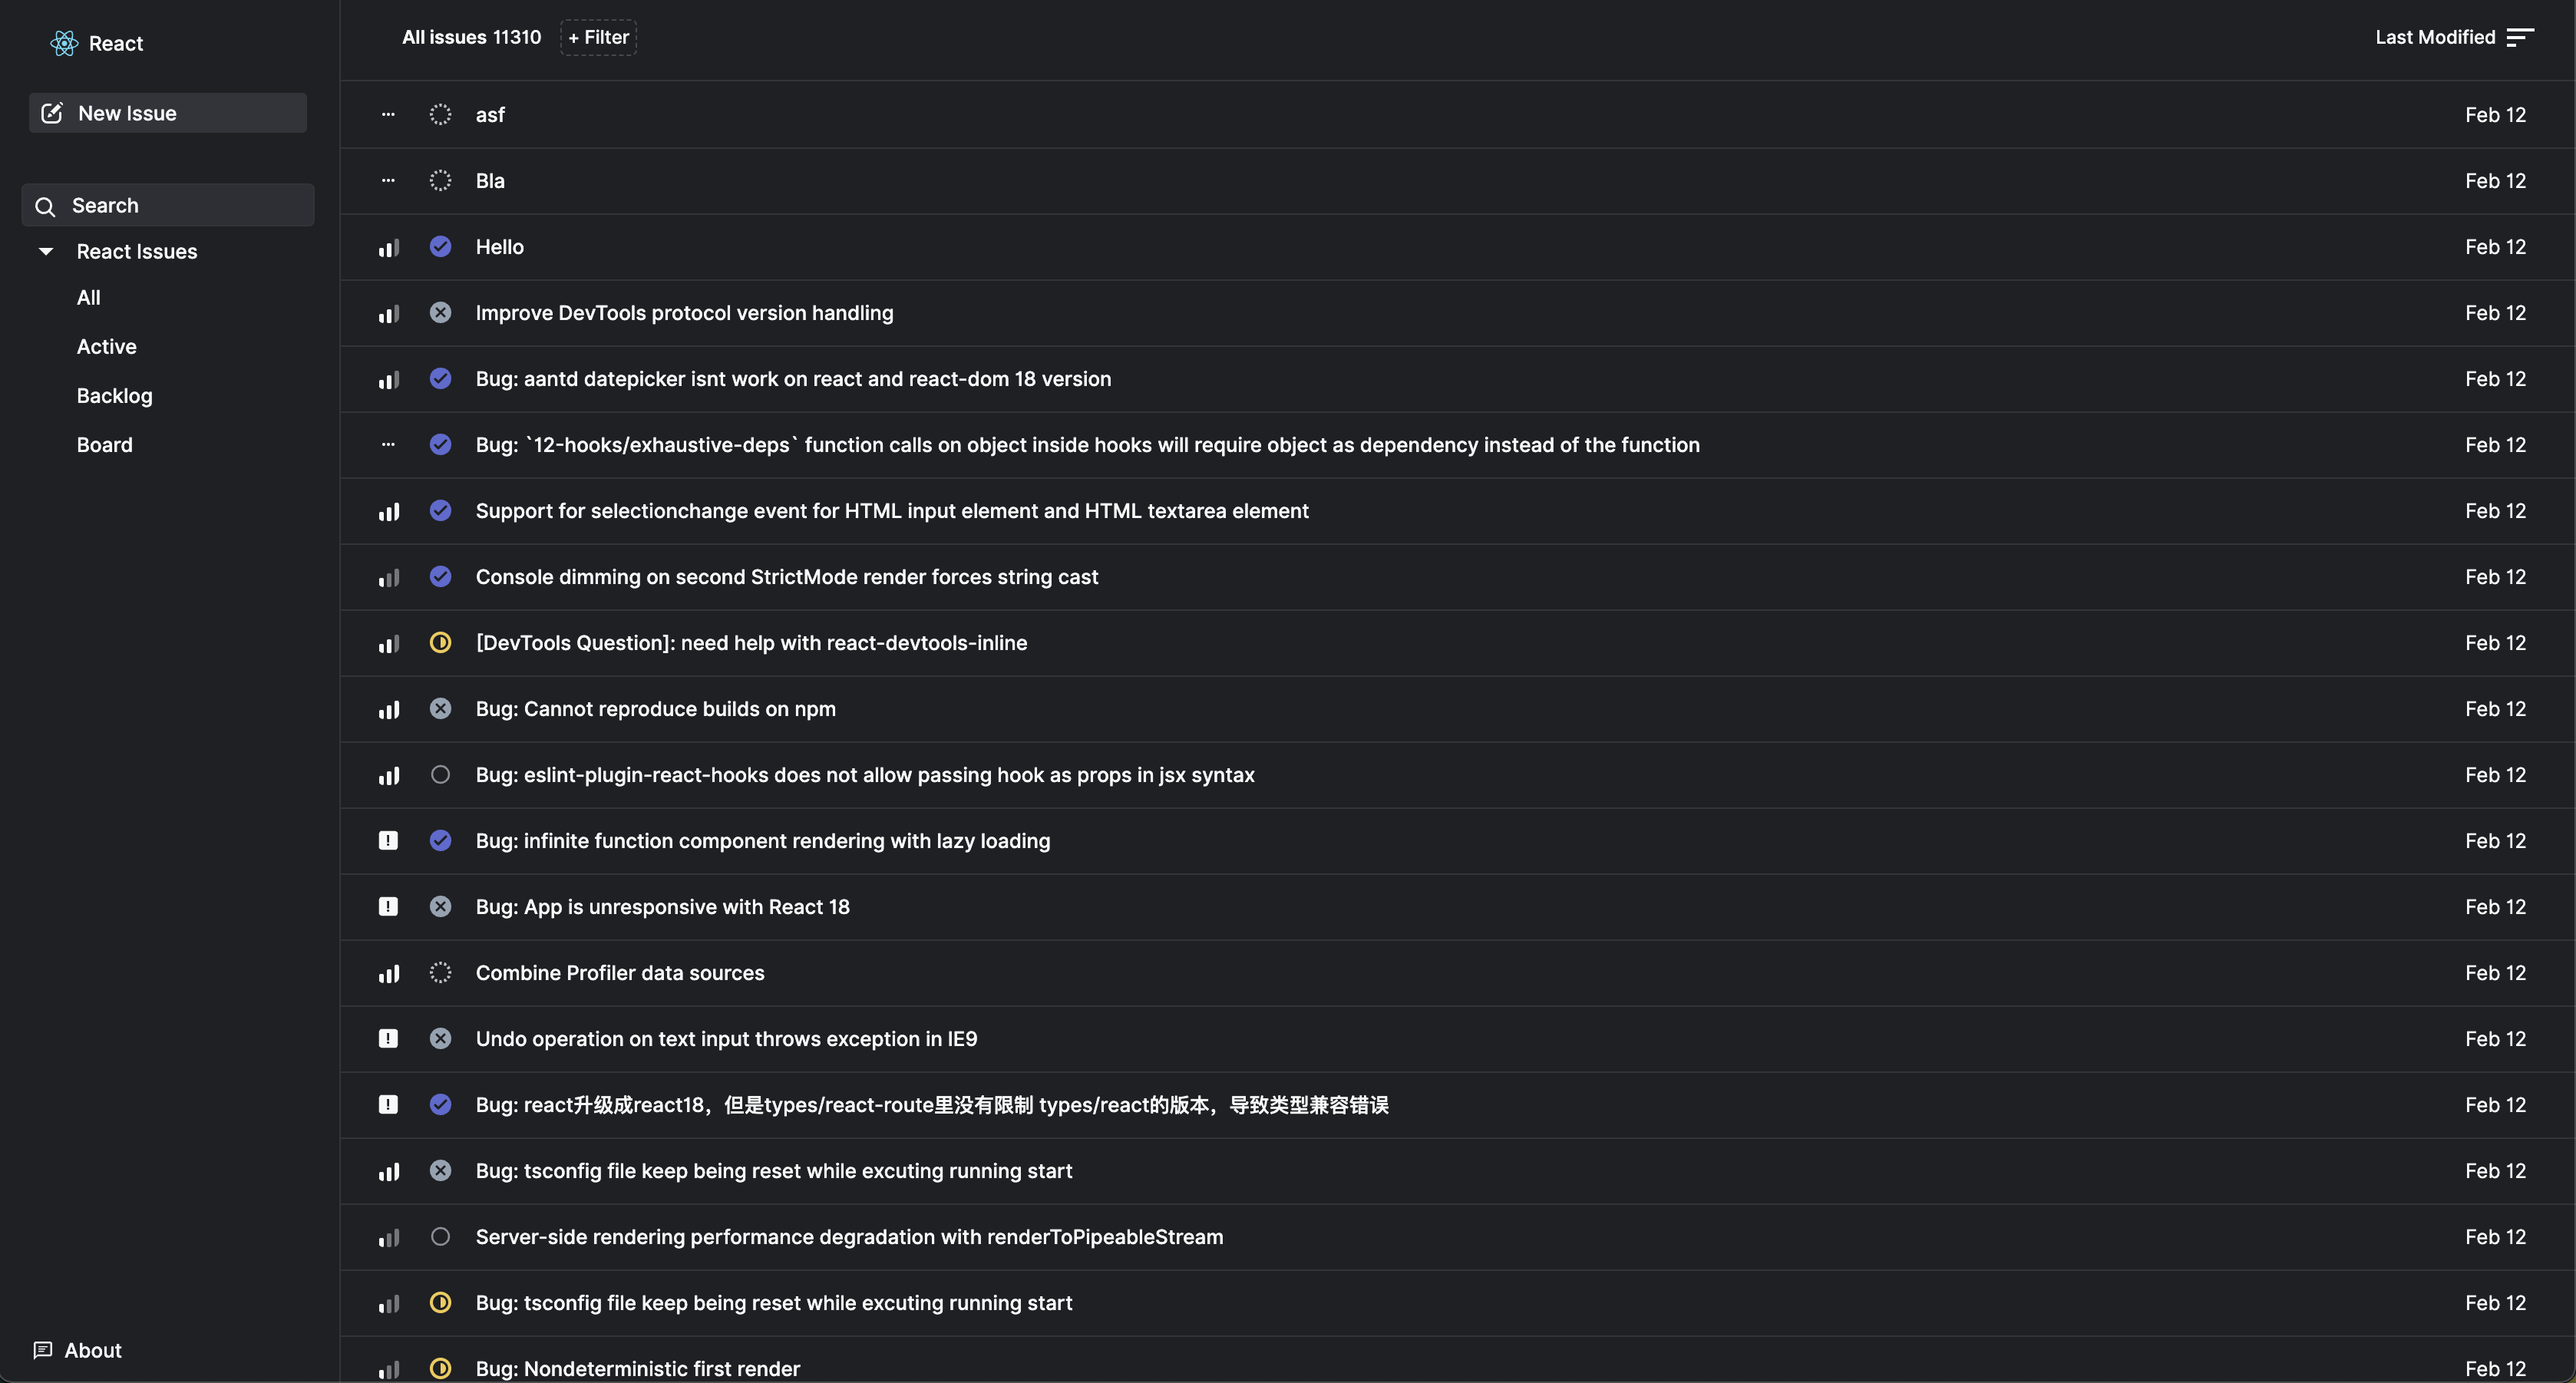 React
New Issue
Search
React Issues
All
Active
Backlog
Board
About
All issues 11310 + Filter Last Modified
asf Feb 12
Bla Feb 12
Hello Feb 12
Improve DevTools protocol version handling Feb 12
Bug: aantd datepicker isnt work on react and react-dom 18 version Feb 12
Bug: `12-hooks/exhaustive-deps` function calls on object inside hooks will require object as dependency instead of the function Feb 12
Support for selectionchange event for HTML input element and HTML textarea element Feb 12
Console dimming on second StrictMode render forces string cast Feb 12
[DevTools Question]: need help with react-devtools-inline Feb 12
Bug: Cannot reproduce builds on npm Feb 12
Bug: eslint-plugin-react-hooks does not allow passing hook as props in jsx syntax Feb 12
Bug: infinite function component rendering with lazy loading Feb 12
Bug: App is unresponsive with React 18 Feb 12
Combine Profiler data sources Feb 12
Undo operation on text input throws exception in IE9 Feb 12
Bug: react升级成react18，但是types/react-route里没有限制 types/react的版本，导致类型兼容错误 Feb 12
Bug: tsconfig file keep being reset while excuting running start Feb 12
Server-side rendering performance degradation with renderToPipeableStream Feb 12
Bug: tsconfig file keep being reset while excuting running start Feb 12
Bug: Nondeterministic first render Feb 12